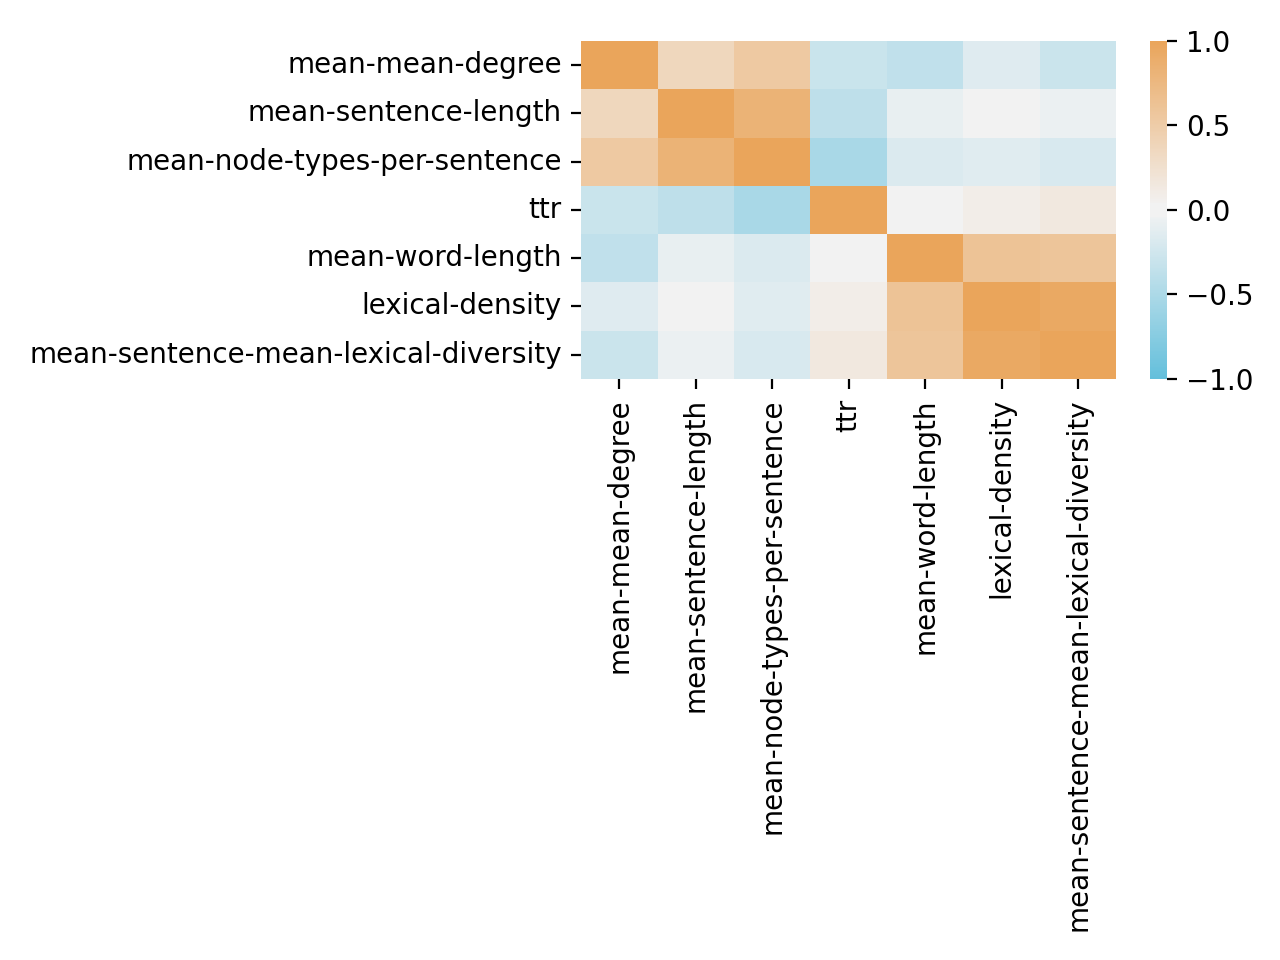 mean-mean-degree
mean-sentence-length
mean-node-types-per-sentence
ttr
mean-word-length
lexical-density
mean-sentence-mean-lexical-diversity
mean-mean-degree
mean-sentence-length
mean-node-types-per-sentence
ttr
mean-word-length
lexical-density
mean-sentence-mean-lexical-diversity
1.0
0.5
0.0
−0.5
−1.0